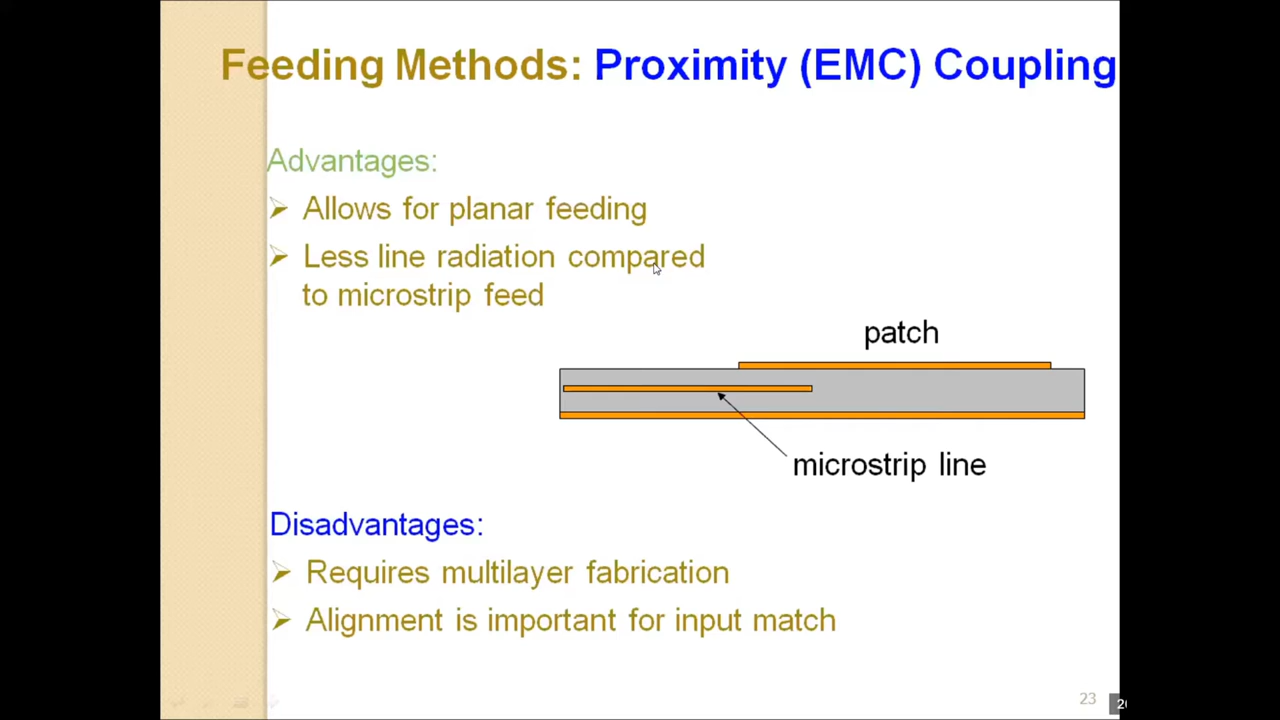 Feeding Methods: Proximity (EMC) Coupling
Advantages:
Allows for planar feeding
Less line radiation compared
to microstrip feed
patch
microstrip line
Disadvantages:
Requires multilayer fabrication
Alignment is important for input match
23